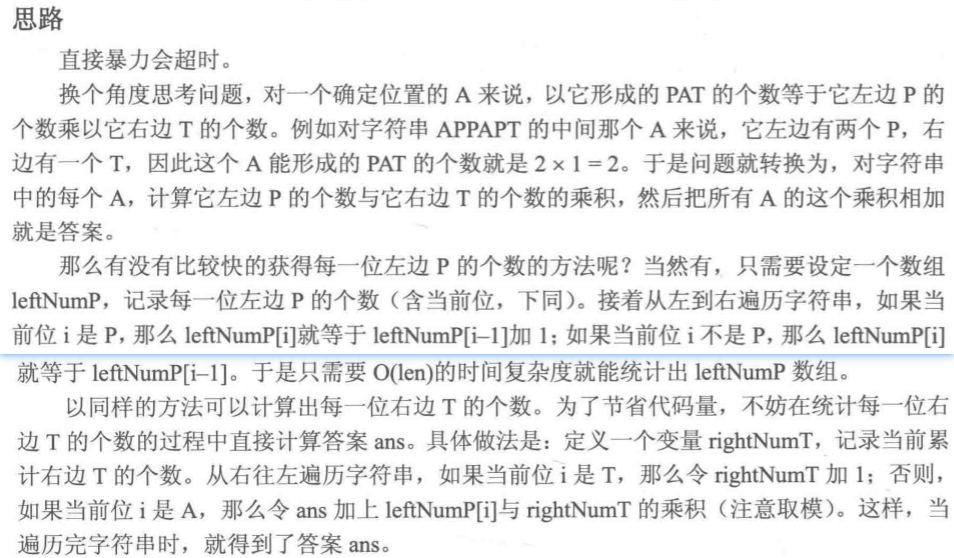 思路
直接暴力会超时。
换个角度思考问题，对一个确定位置的 A 来说，以它形成的 PAT 的个数等于它左边 P 的
个数乘以它右边 T 的个数。例如对字符串 APPAPT 的中间那个 A 来说，它左边有两个 P，右
边有一个 T，因此这个 A 能形成的 PAT 的个数就是 2 × 1 = 2。于是问题就转换为，对字符串
中的每个 A，计算它左边 P 的个数与它右边 T 的个数的乘积，然后把所有 A 的这个乘积相加
就是答案。
那么有没有比较快的获得每一位左边 P 的个数的方法呢？当然有，只需要设定一个数组
leftNumP，记录每一位左边 P 的个数（含当前位，下同）。接着从左到右遍历字符串，如果当
前位 i 是 P，那么 leftNumP[i]就等于 leftNumP[i–1]加 1；如果当前位 i 不是 P，那么 leftNumP[i]
就等于 leftNumP[i–1]。于是只需要 O(len)的时间复杂度就能统计出 leftNumP 数组。
以同样的方法可以计算出每一位右边 T 的个数。为了节省代码量，不妨在统计每一位右
边 T 的个数的过程中直接计算答案 ans。具体做法是：定义一个变量 rightNumT，记录当前累
计右边 T 的个数。从右往左遍历字符串，如果当前位 i 是 T，那么令 rightNumT 加 1；否则，
如果当前位 i 是 A，那么令 ans 加上 leftNumP[i]与 rightNumT 的乘积（注意取模）。这样，当
遍历完字符串时，就得到了答案 ans。